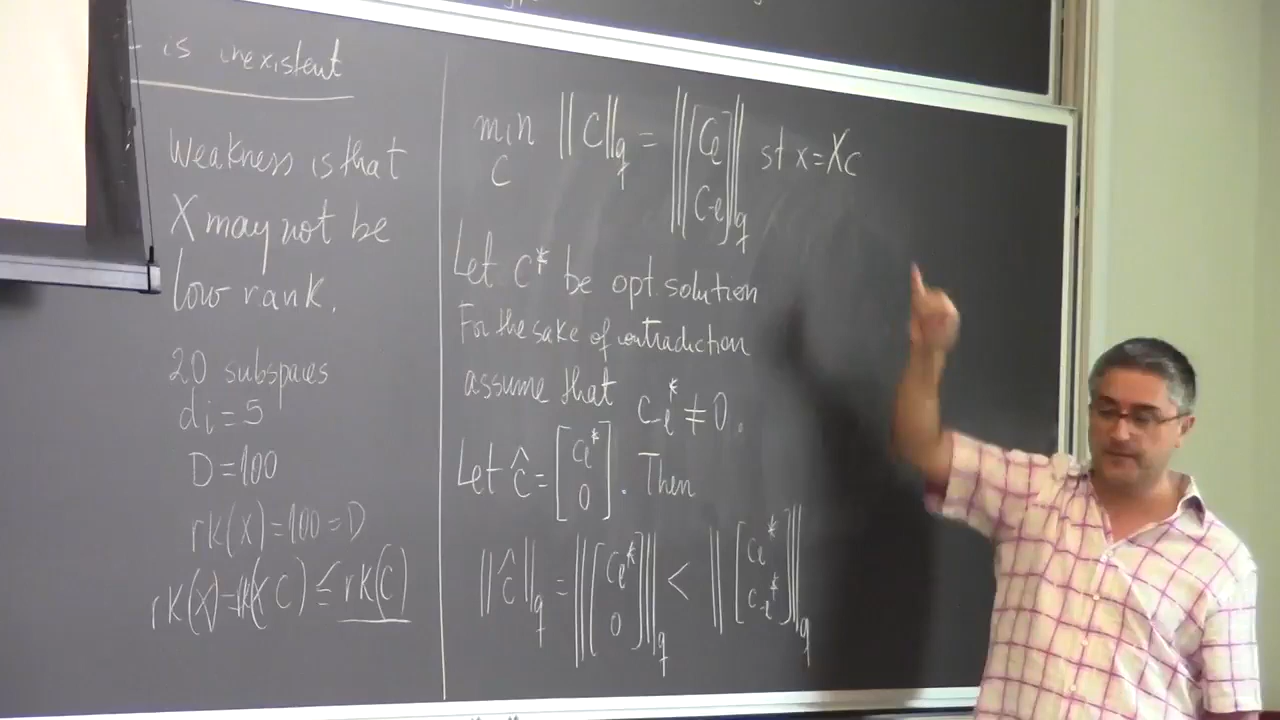 is inexistent
Weakness is that
X may not be
low rank.
20 subspaces
di = 5
D = 100
rk(X) = 100 = D
rk(X) = rk(XC) ≤ rk(C)
min ‖C‖q = ‖[Cℓ
C-ℓ]‖q st x = Xc
C
Let C* be opt. solution
For the sake of contradiction
assume that C-ℓ* ≠ 0.
Let ĉ = [cℓ*
0]. Then
‖ĉ‖q = ‖[cℓ*
0]‖q < ‖[cℓ*
c-ℓ*]‖q